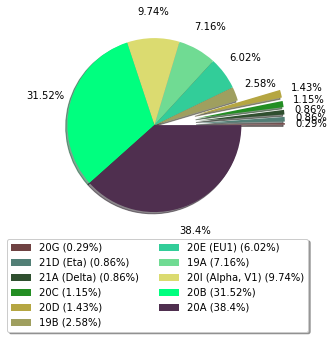 9.74%
7.16%
6.02%
2.58%
1.43%
1.15%
0.86%
0.86%
0.29%
31.52%
38.4%
20G (0.29%)
21D (Eta) (0.86%)
21A (Delta) (0.86%)
20C (1.15%)
20D (1.43%)
19B (2.58%)
20E (EU1) (6.02%)
19A (7.16%)
20I (Alpha, V1) (9.74%)
20B (31.52%)
20A (38.4%)